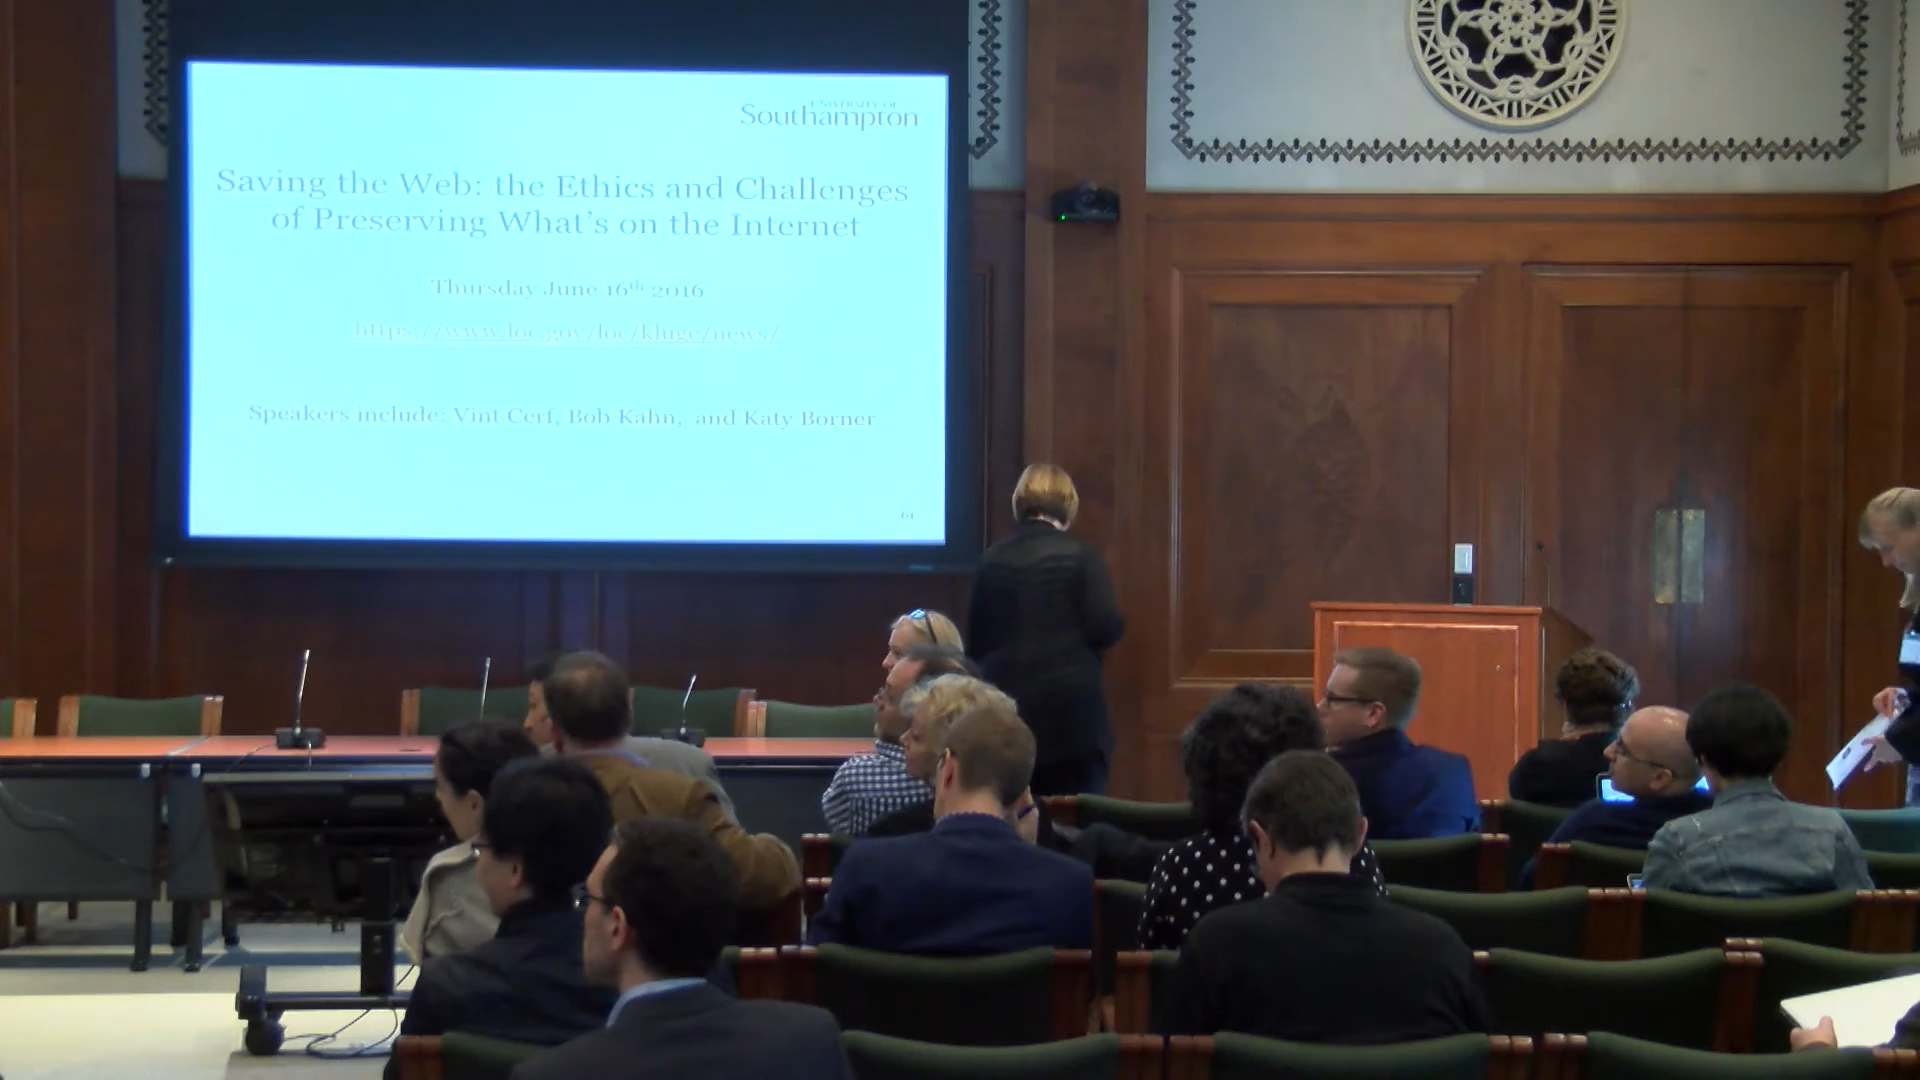 UNIVERSITY OF
Southampton
Saving the Web: the Ethics and Challenges
of Preserving What's on the Internet
Thursday June 16th 2016
https://www.loc.gov/loc/kluge/news/
Speakers include: Vint Cerf, Bob Kahn, and Katy Borner
61